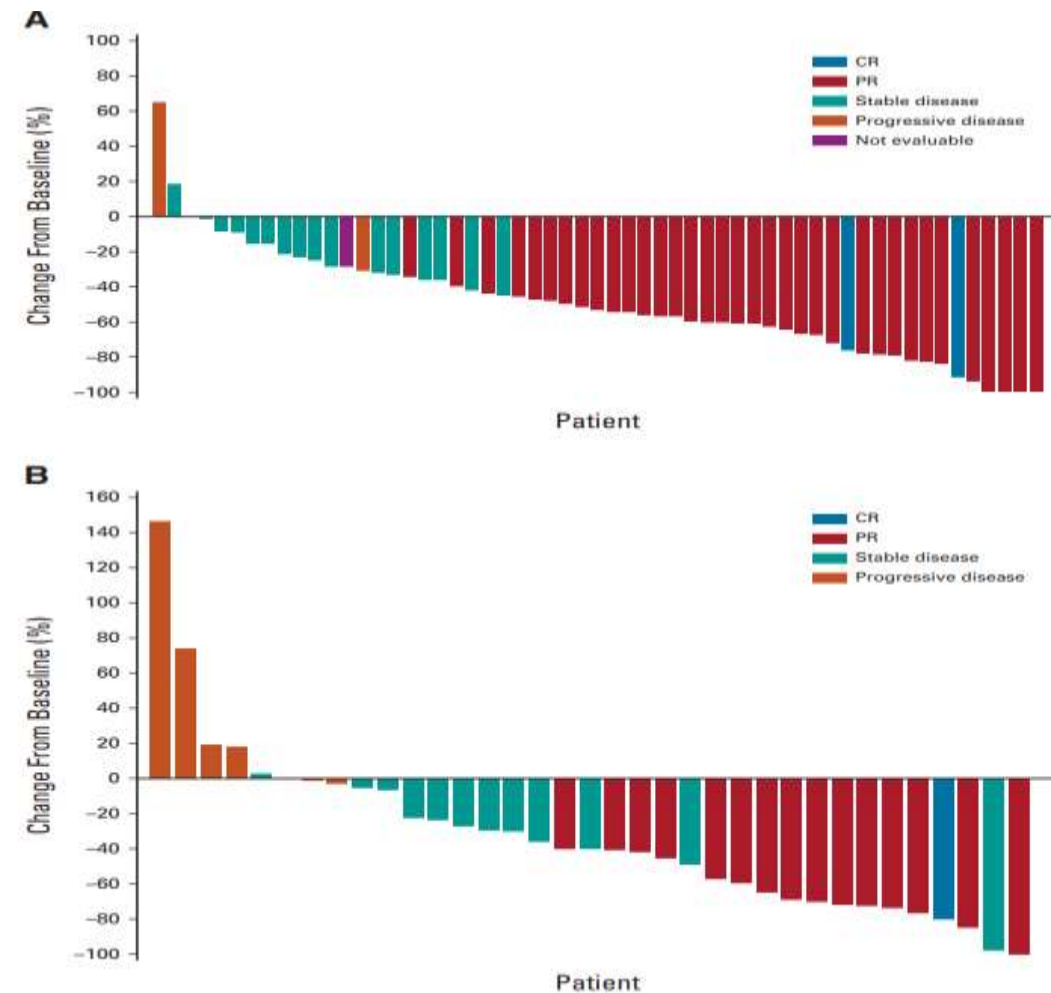 A
100
80
60
40
20
0
−20
−40
−60
−80
−100
Change From Baseline (%)
CR
PR
Stable disease
Progressive disease
Not evaluable
Patient
B
160
140
120
100
80
60
40
20
0
−20
−40
−60
−80
−100
Change From Baseline (%)
CR
PR
Stable disease
Progressive disease
Patient